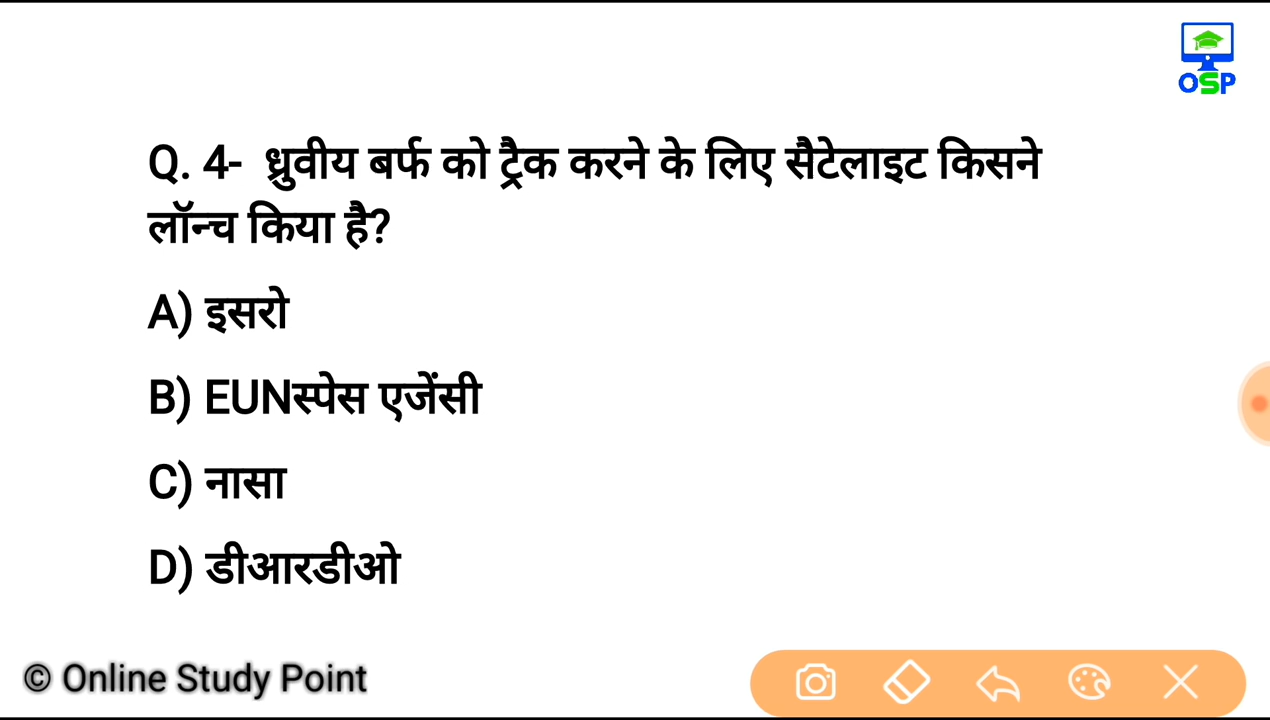 OSP
Q. 4- ध्रुवीय बर्फ को ट्रैक करने के लिए सैटेलाइट किसने
लॉन्च किया है?
A) इसरो
B) EUNस्पेस एजेंसी
C) नासा
D) डीआरडीओ
© Online Study Point